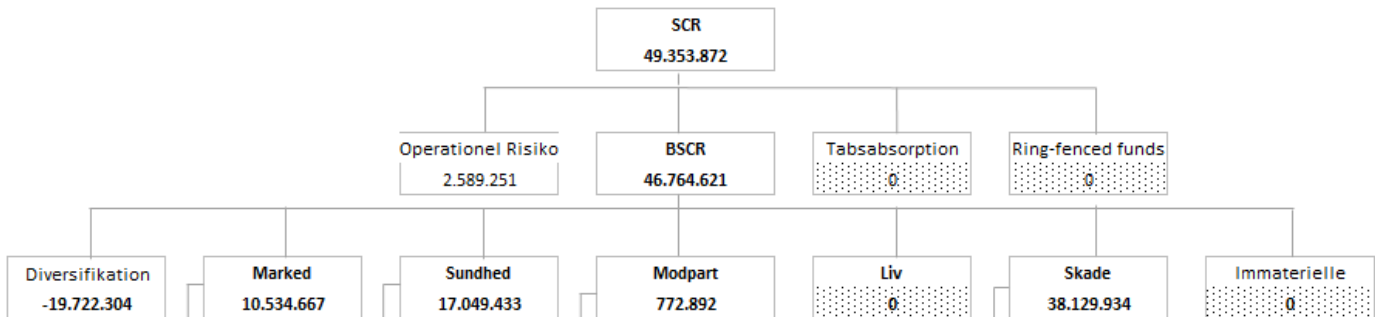 SCR
49.353.872
Operationel Risiko
2.589.251
BSCR
46.764.621
Tabsabsorption
0
Ring-fenced funds
0
Diversifikation
-19.722.304
Marked
10.534.667
Sundhed
17.049.433
Modpart
772.892
Liv
0
Skade
38.129.934
Immaterielle
0